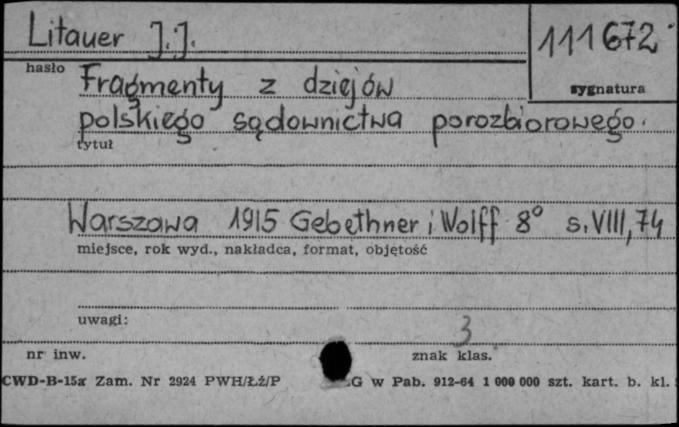 Litauer J.J.
111672
hasło
sygnatura
Fragmenty z dziejów
polskiego sądownictwa porozbiorowego.
tytuł
Warszawa 1915 Gebethner i Wolff 8° s. VIII, 74
miejsce, rok wyd., nakładca, format, objętość
uwagi:
3
nr inw.
znak klas.
CWD-B-15a Zam. Nr 2924 PWH/ŁŻ/P G w Pab. 912-64 1 000 000 szt. kart. b. kl.